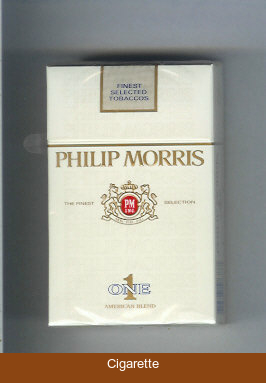 FINEST
SELECTED
TOBACCOS
PHILIP MORRIS
THE FINEST
PM
SELECTION
1
ONE
AMERICAN BLEND
Cigarette